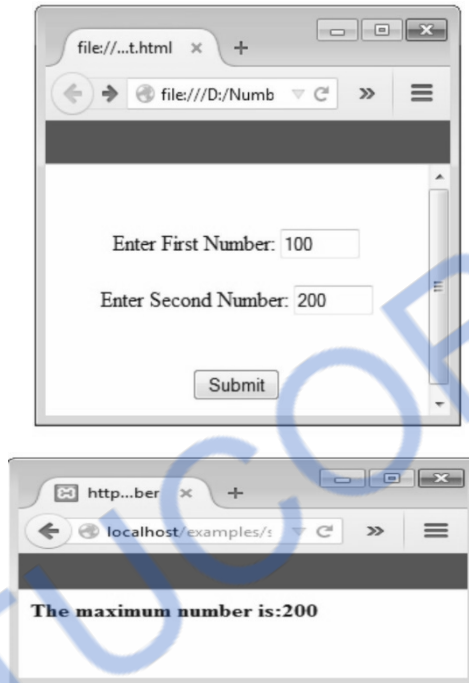 file://...t.html × +
file:///D:/Numb
Enter First Number: 100
Enter Second Number: 200
Submit
http...ber × +
localhost/examples/s
The maximum number is:200